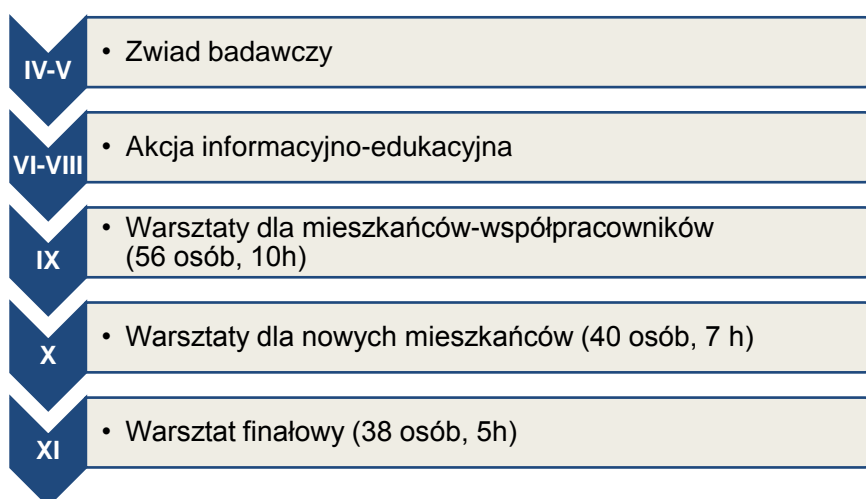 IV-V
• Zwiad badawczy
VI-VIII
• Akcja informacyjno-edukacyjna
IX
• Warsztaty dla mieszkańców-współpracowników
(56 osób, 10h)
X
• Warsztaty dla nowych mieszkańców (40 osób, 7 h)
XI
• Warsztat finałowy (38 osób, 5h)